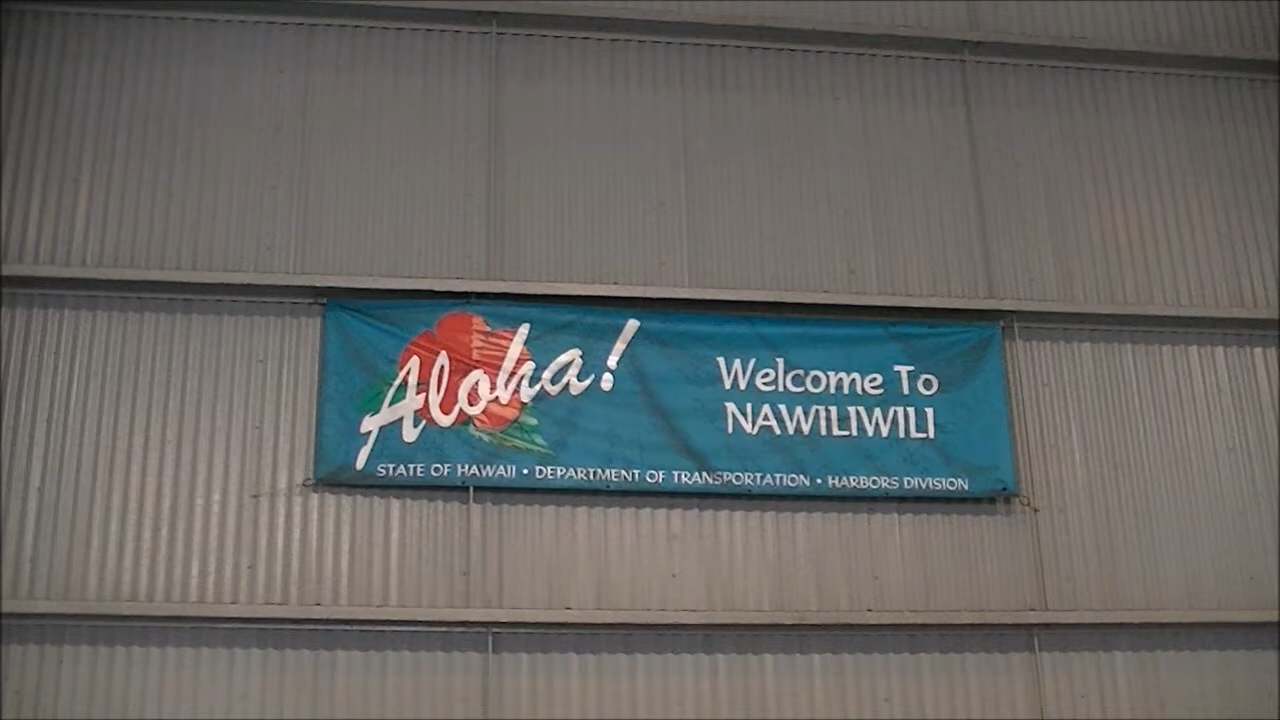 Aloha!
Welcome To
NAWILIWILI
STATE OF HAWAII • DEPARTMENT OF TRANSPORTATION • HARBORS DIVISION